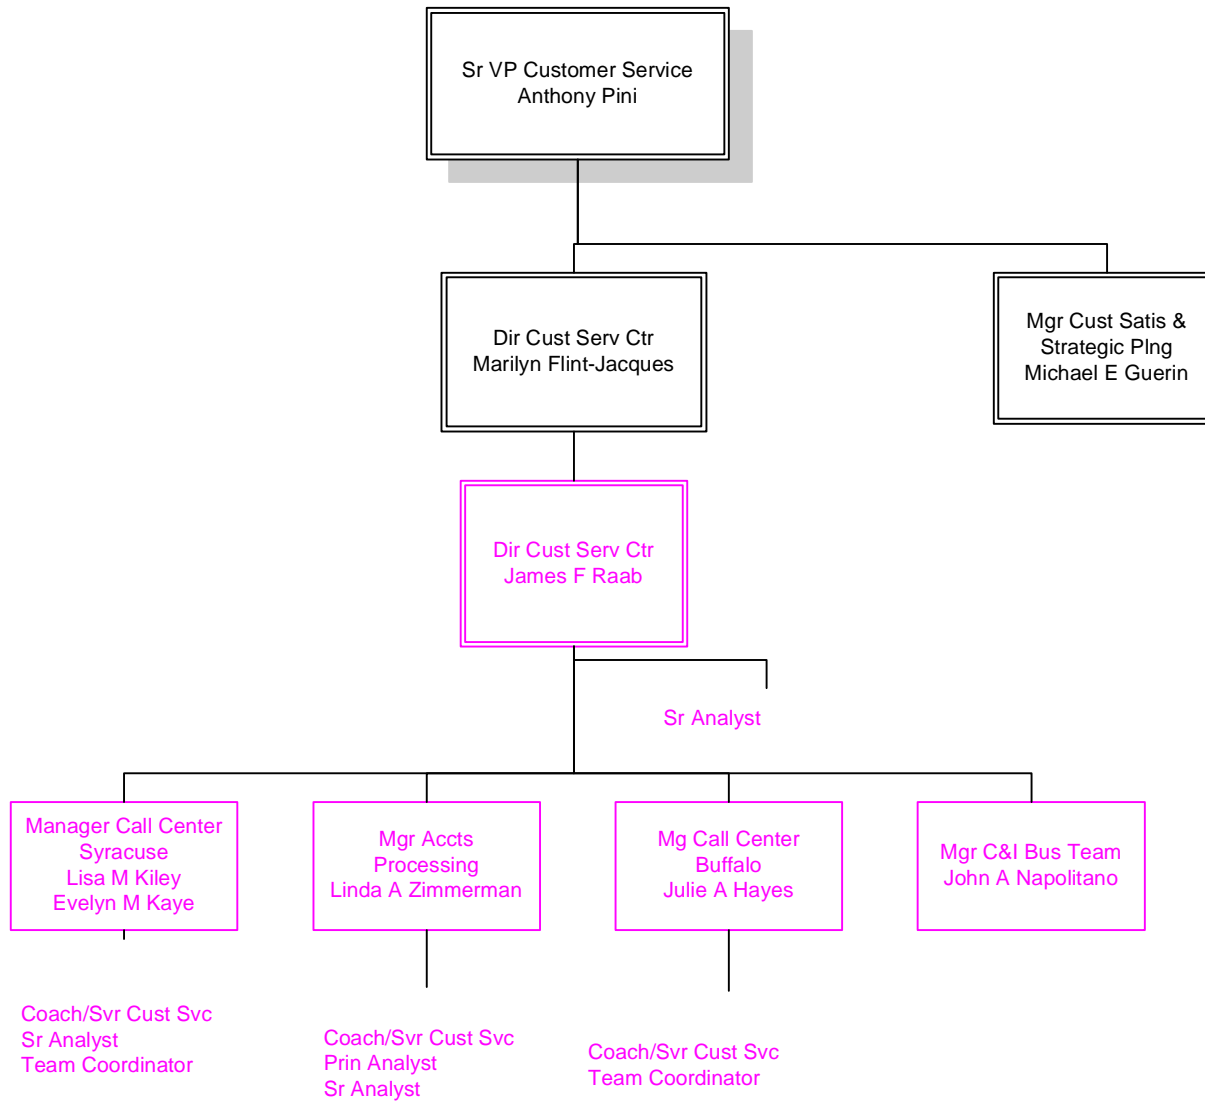 Sr VP Customer Service
Anthony Pini
Dir Cust Serv Ctr
Marilyn Flint-Jacques
Mgr Cust Satis &
Strategic Plng
Michael E Guerin
Dir Cust Serv Ctr
James F Raab
Sr Analyst
Manager Call Center
Syracuse
Lisa M Kiley
Evelyn M Kaye
Mgr Accts
Processing
Linda A Zimmerman
Mg Call Center
Buffalo
Julie A Hayes
Mgr C&I Bus Team
John A Napolitano
Coach/Svr Cust Svc
Sr Analyst
Team Coordinator
Coach/Svr Cust Svc
Prin Analyst
Sr Analyst
Coach/Svr Cust Svc
Team Coordinator